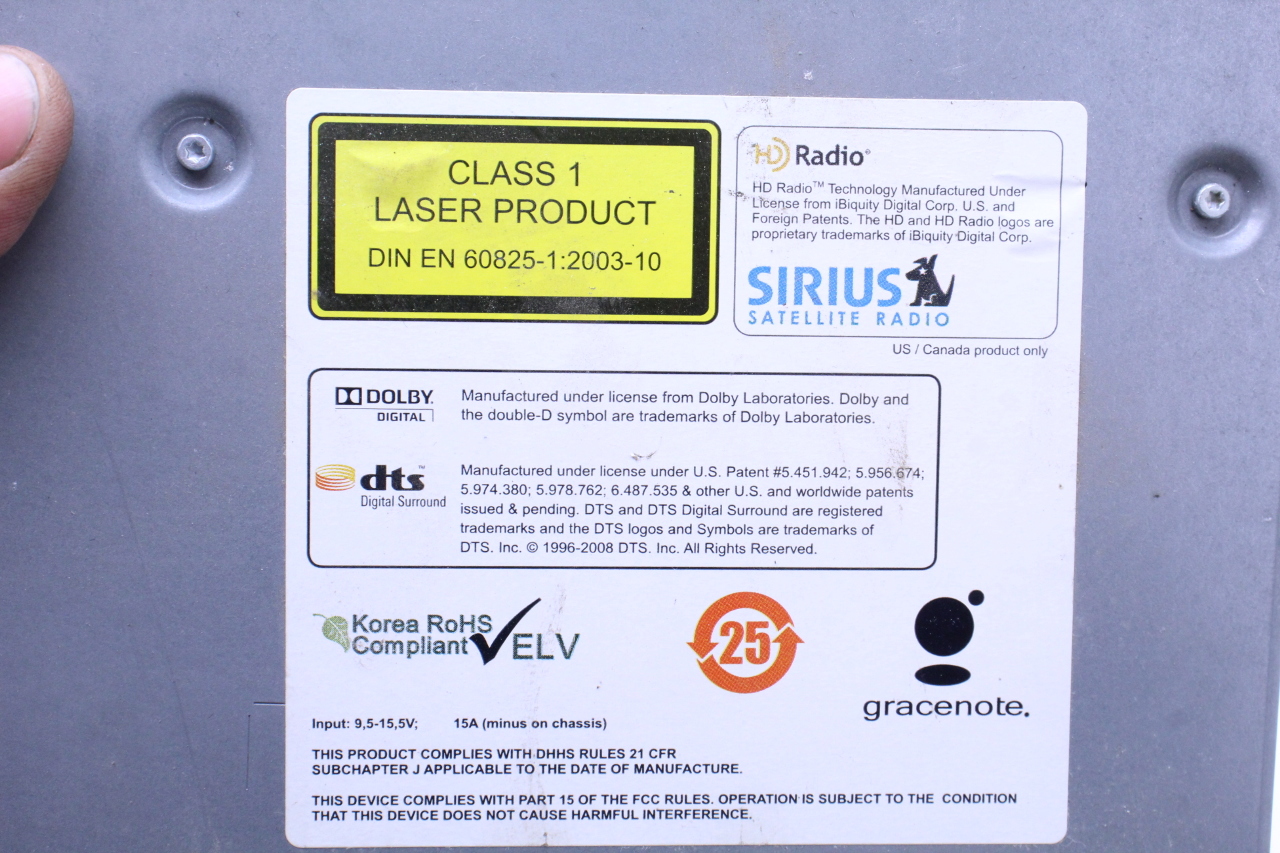 CLASS 1
LASER PRODUCT
DIN EN 60825-1:2003-10
HD Radio®
HD Radio™ Technology Manufactured Under
License from iBiquity Digital Corp. U.S. and
Foreign Patents. The HD and HD Radio logos are
proprietary trademarks of iBiquity Digital Corp.
SIRIUS
SATELLITE RADIO
US / Canada product only
DOLBY
DIGITAL
Manufactured under license from Dolby Laboratories. Dolby and
the double-D symbol are trademarks of Dolby Laboratories.
dts™
Digital Surround
Manufactured under license under U.S. Patent #5.451.942; 5.956.674;
5.974.380; 5.978.762; 6.487.535 & other U.S. and worldwide patents
issued & pending. DTS and DTS Digital Surround are registered
trademarks and the DTS logos and Symbols are trademarks of
DTS. Inc. © 1996-2008 DTS. Inc. All Rights Reserved.
Korea RoHS
Compliant
ELV
25
gracenote.
Input: 9,5-15,5V; 15A (minus on chassis)
THIS PRODUCT COMPLIES WITH DHHS RULES 21 CFR
SUBCHAPTER J APPLICABLE TO THE DATE OF MANUFACTURE.
THIS DEVICE COMPLIES WITH PART 15 OF THE FCC RULES. OPERATION IS SUBJECT TO THE CONDITION
THAT THIS DEVICE DOES NOT CAUSE HARMFUL INTERFERENCE.